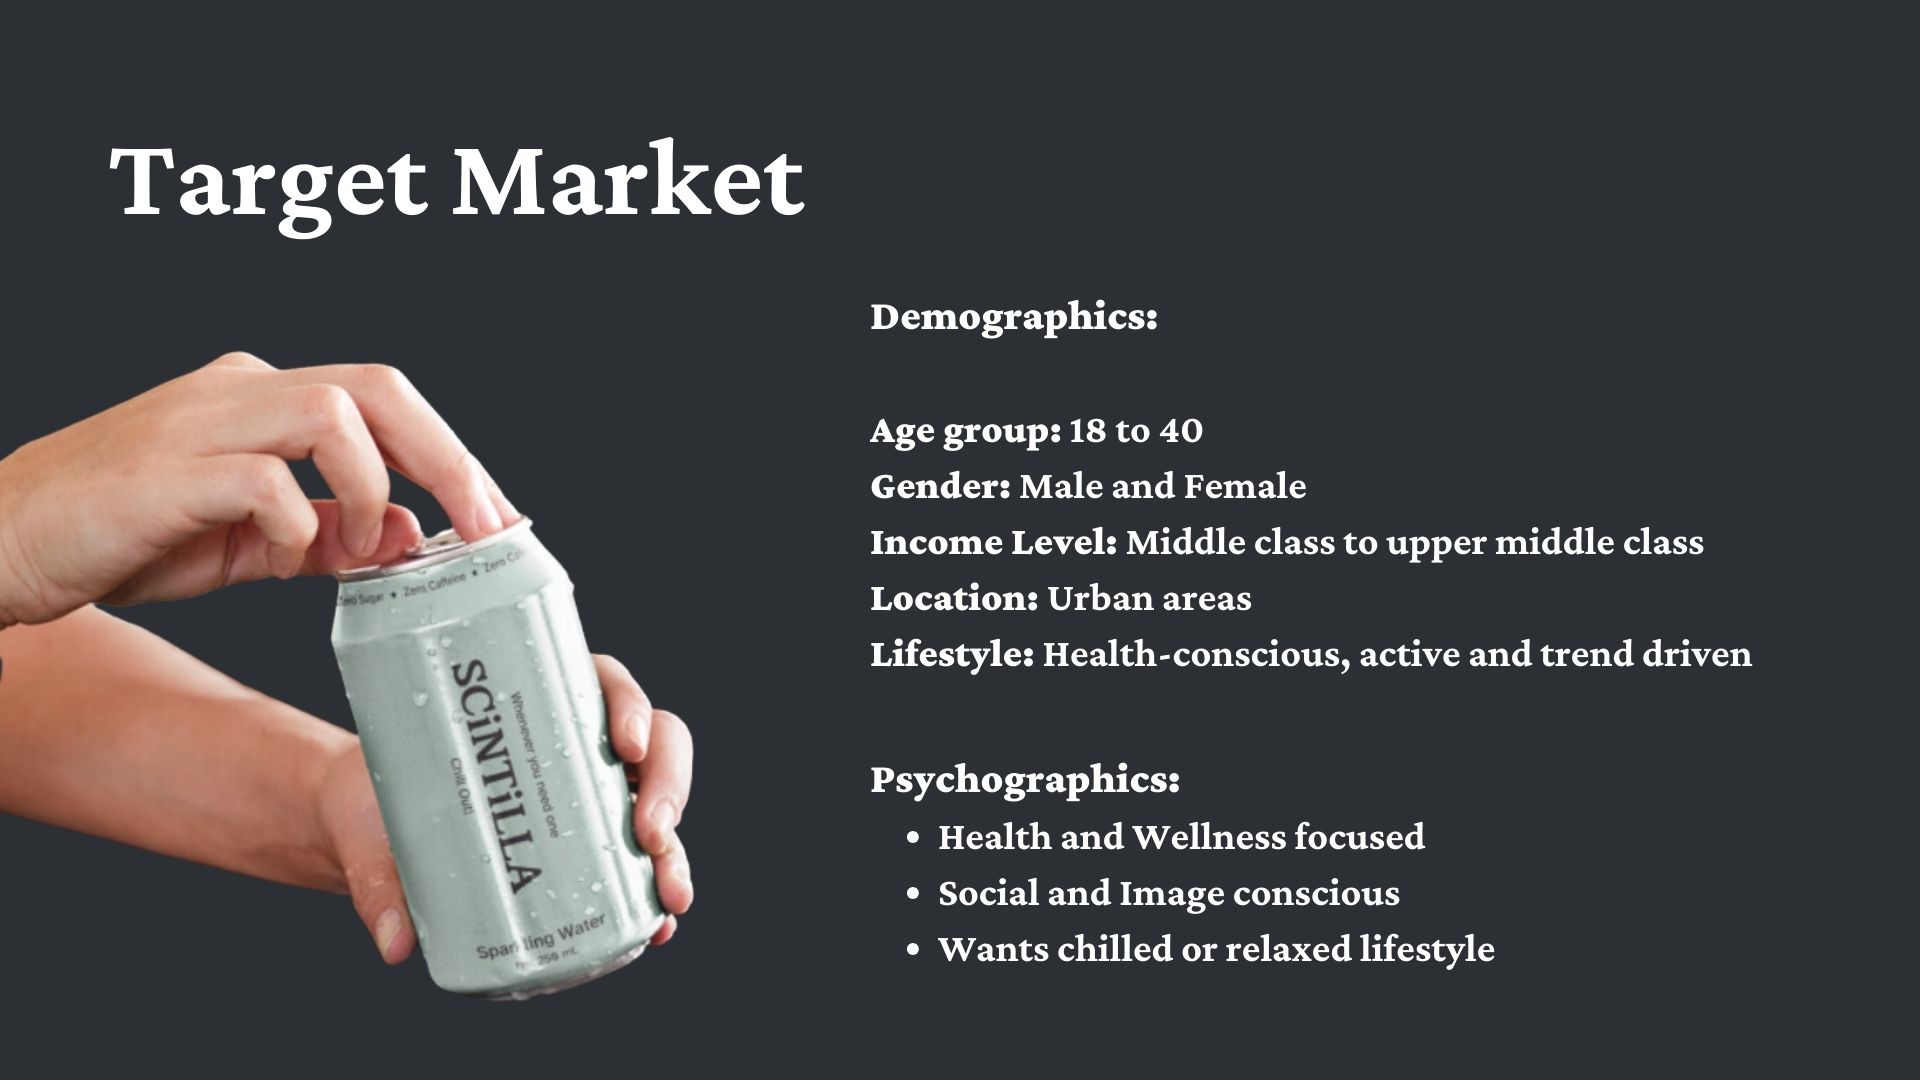 Target Market
Demographics:
Age group: 18 to 40
Gender: Male and Female
Income Level: Middle class to upper middle class
Location: Urban areas
Lifestyle: Health-conscious, active and trend driven
Psychographics:
• Health and Wellness focused
• Social and Image conscious
• Wants chilled or relaxed lifestyle
Zero Sugar ★ Zero Caffeine ★ Zero
Whenever you need one
SCiNTiLLA
Chill Out!
Sparkling Water
mL